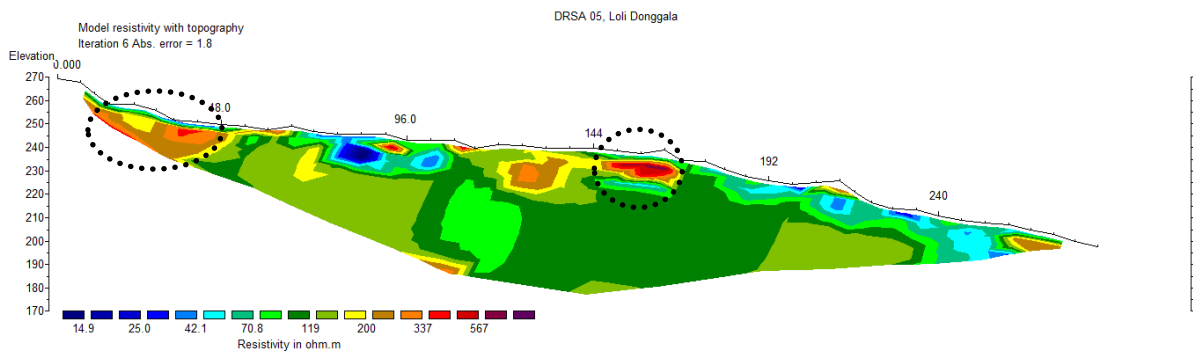 DRSA 05, Loli Donggala
Model resistivity with topography
Iteration 6 Abs. error = 1.8
Elevation
0.000
48.0
96.0
144
192
240
270
260
250
240
230
220
210
200
190
180
170
14.9 25.0 42.1 70.8 119 200 337 567
Resistivity in ohm.m